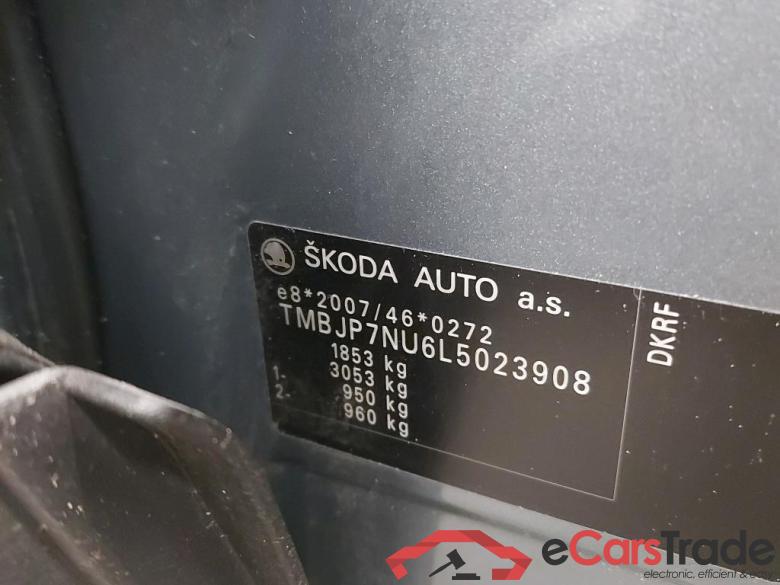 ŠKODA AUTO a.s.
e8*2007/46*0272
TMBJP7NU6L5023908
1853 kg
1- 3053 kg
2- 950 kg
960 kg
DKRF
eCarsTrade
electronic, efficient &